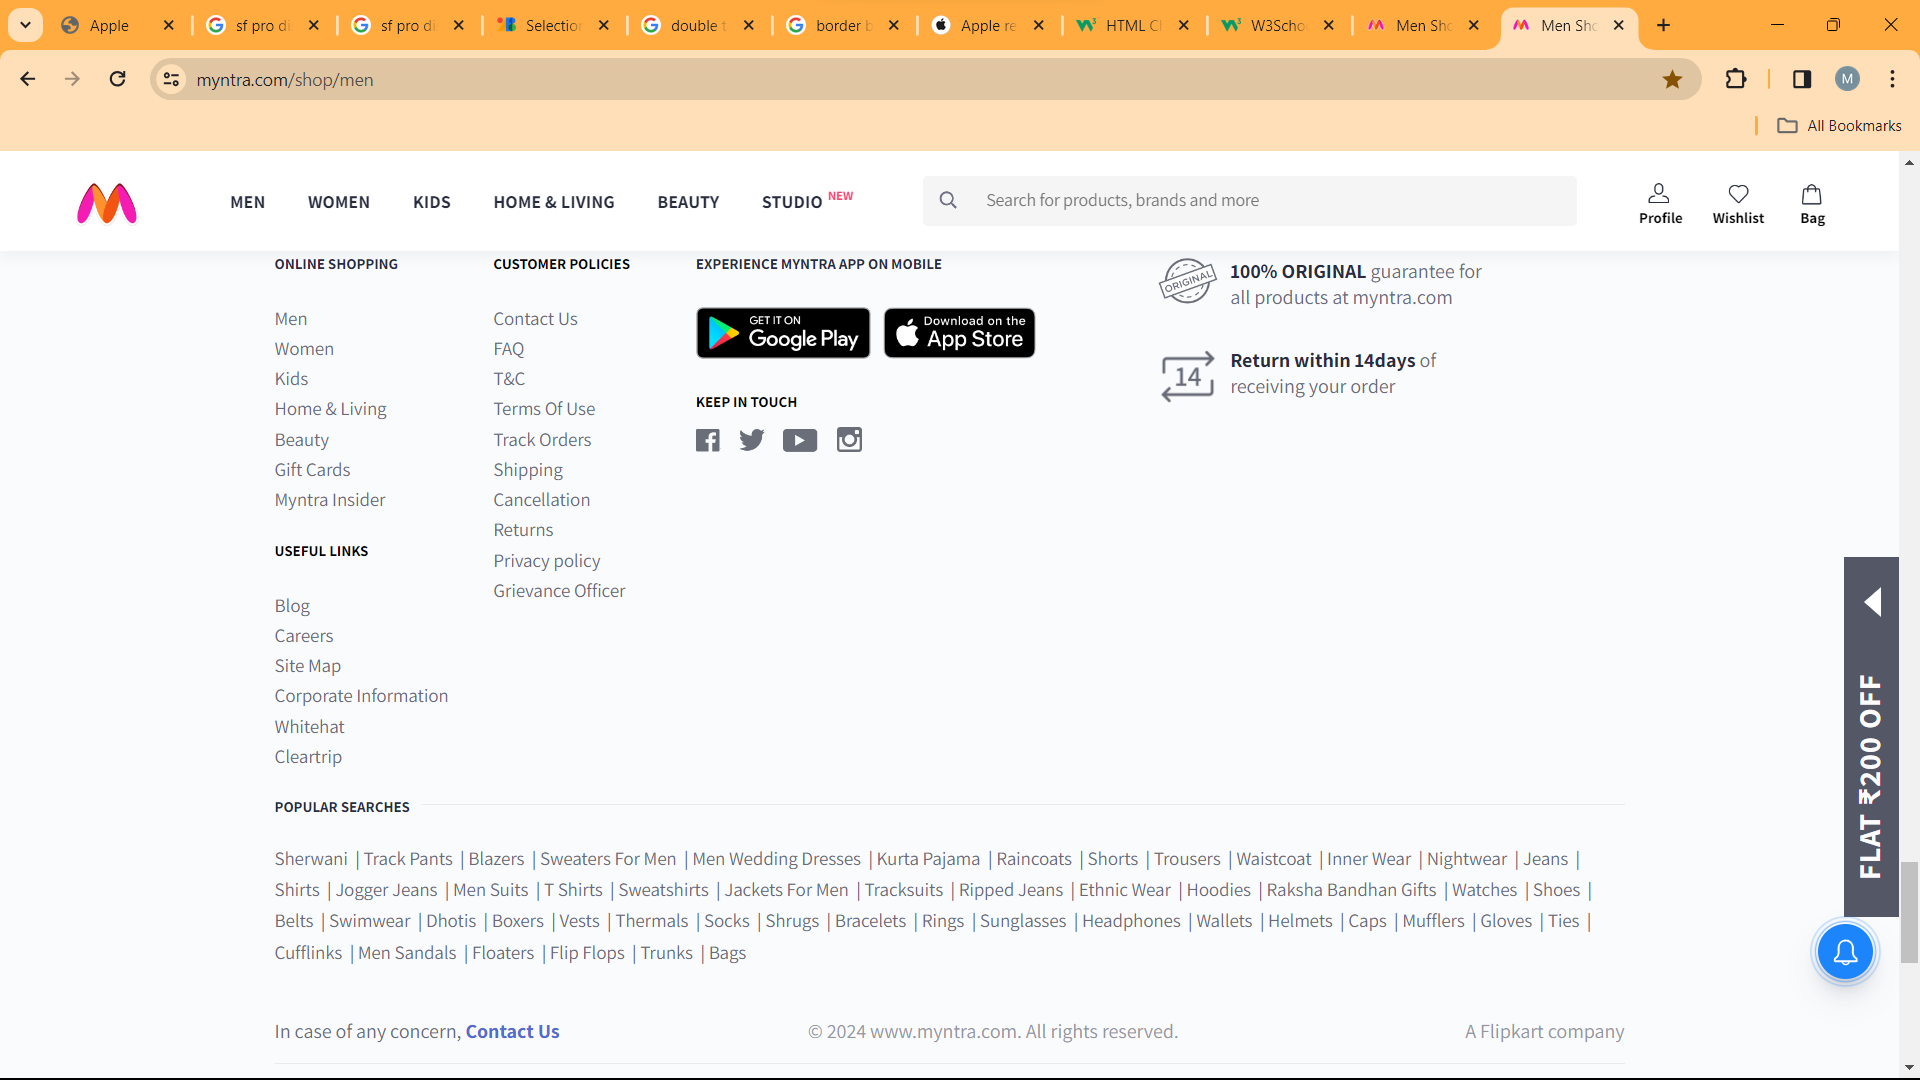 Apple
sf pro di
sf pro di
Selection
double t
border b
Apple re
HTML Cl
W3Schoo
Men Sho
Men Sho
myntra.com/shop/men
M
All Bookmarks
MEN
WOMEN
KIDS
HOME & LIVING
BEAUTY
STUDIO NEW
Search for products, brands and more
Profile
Wishlist
Bag
ONLINE SHOPPING
Men
Women
Kids
Home & Living
Beauty
Gift Cards
Myntra Insider
USEFUL LINKS
Blog
Careers
Site Map
Corporate Information
Whitehat
Cleartrip
CUSTOMER POLICIES
Contact Us
FAQ
T&C
Terms Of Use
Track Orders
Shipping
Cancellation
Returns
Privacy policy
Grievance Officer
EXPERIENCE MYNTRA APP ON MOBILE
GET IT ON
Google Play
Download on the
App Store
KEEP IN TOUCH
ORIGINAL
100% ORIGINAL guarantee for
all products at myntra.com
14
Return within 14days of
receiving your order
FLAT ₹200 OFF
POPULAR SEARCHES
Sherwani | Track Pants | Blazers | Sweaters For Men | Men Wedding Dresses | Kurta Pajama | Raincoats | Shorts | Trousers | Waistcoat | Inner Wear | Nightwear | Jeans |
Shirts | Jogger Jeans | Men Suits | T Shirts | Sweatshirts | Jackets For Men | Tracksuits | Ripped Jeans | Ethnic Wear | Hoodies | Raksha Bandhan Gifts | Watches | Shoes |
Belts | Swimwear | Dhotis | Boxers | Vests | Thermals | Socks | Shrugs | Bracelets | Rings | Sunglasses | Headphones | Wallets | Helmets | Caps | Mufflers | Gloves | Ties |
Cufflinks | Men Sandals | Floaters | Flip Flops | Trunks | Bags
In case of any concern, Contact Us
© 2024 www.myntra.com. All rights reserved.
A Flipkart company